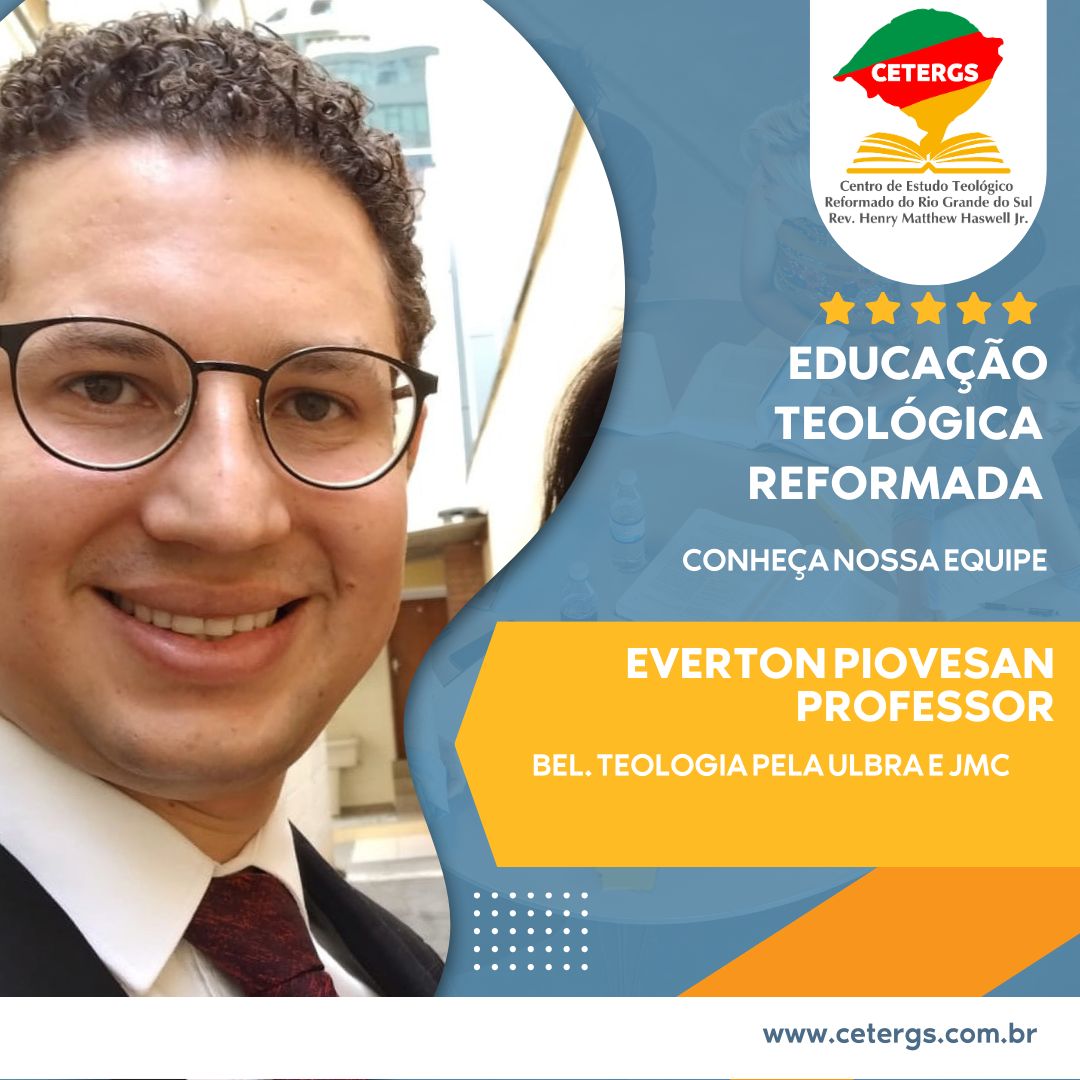 CETERGS
Centro de Estudo Teológico
Reformado do Rio Grande do Sul
Rev. Henry Matthew Haswell Jr.
EDUCAÇÃO
TEOLÓGICA
REFORMADA
CONHEÇA NOSSA EQUIPE
EVERTON PIOVESAN
PROFESSOR
BEL. TEOLOGIA PELA ULBRA E JMC
www.cetergs.com.br